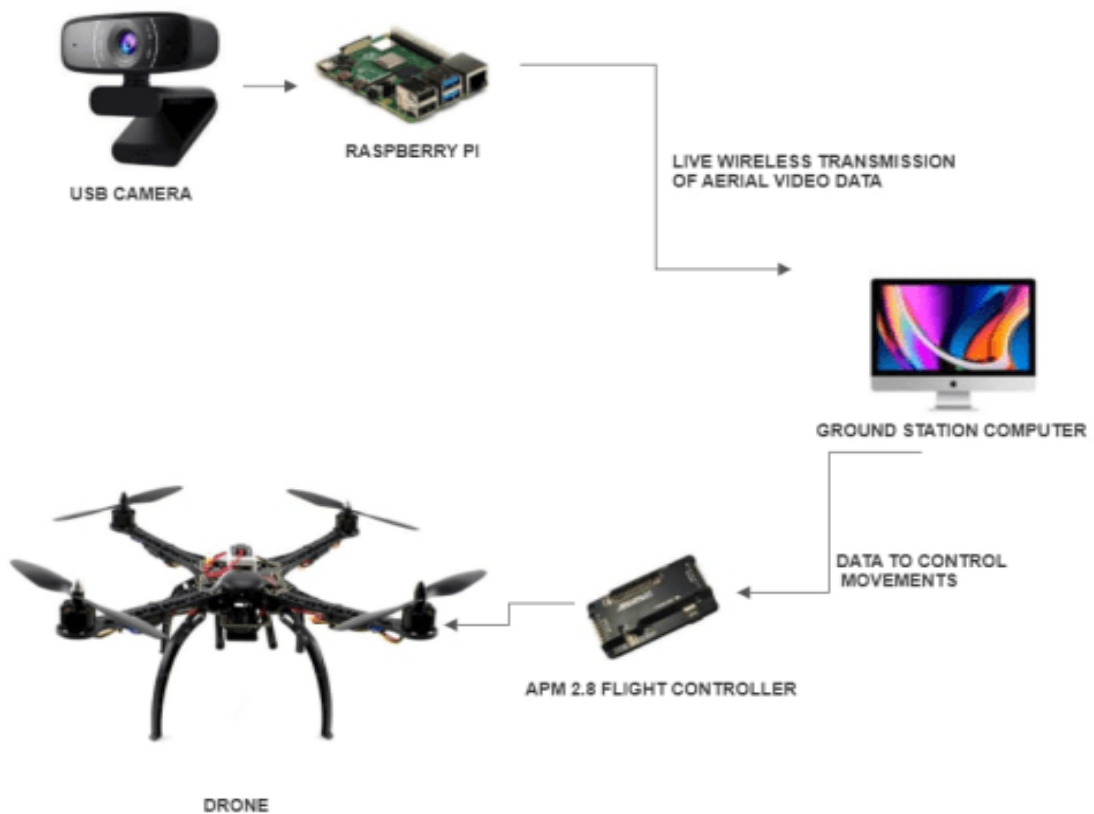 USB CAMERA
RASPBERRY PI
LIVE WIRELESS TRANSMISSION
OF AERIAL VIDEO DATA
GROUND STATION COMPUTER
DATA TO CONTROL
MOVEMENTS
APM 2.8 FLIGHT CONTROLLER
DRONE